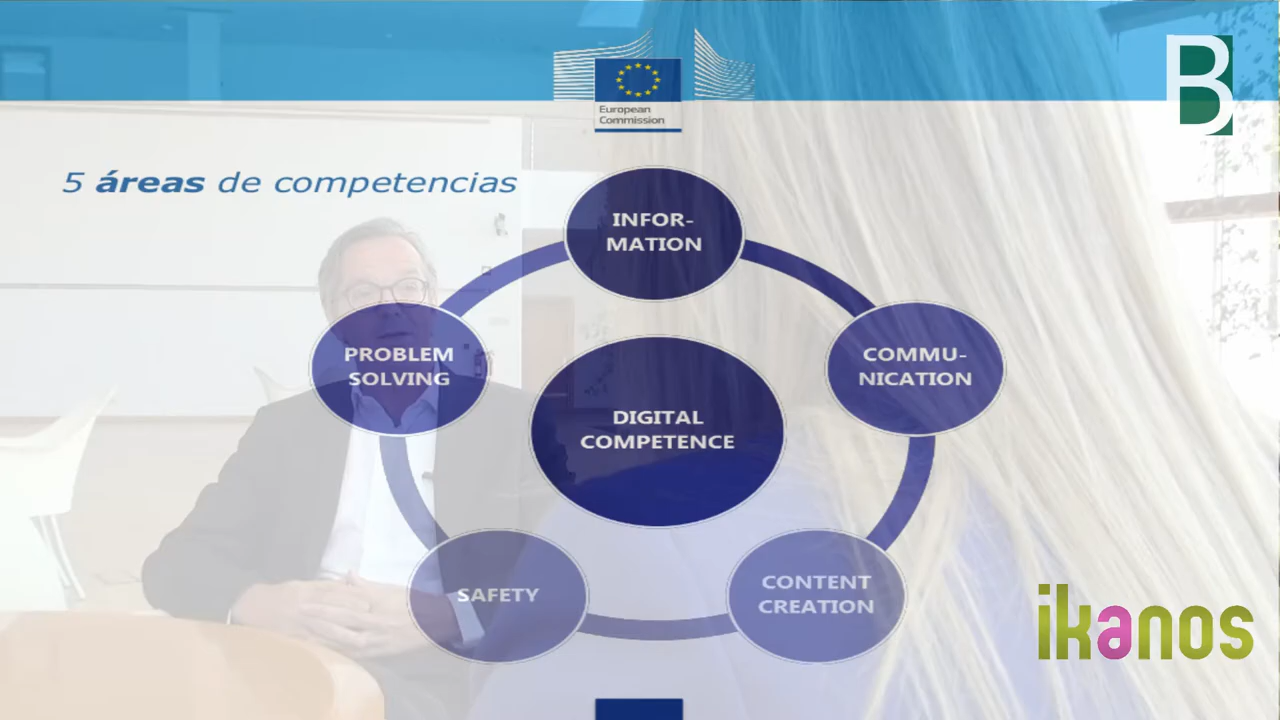 B
European
Commission
5 áreas de competencias
INFOR-
MATION
PROBLEM
SOLVING
COMMU-
NICATION
DIGITAL
COMPETENCE
SAFETY
CONTENT
CREATION
ikanos